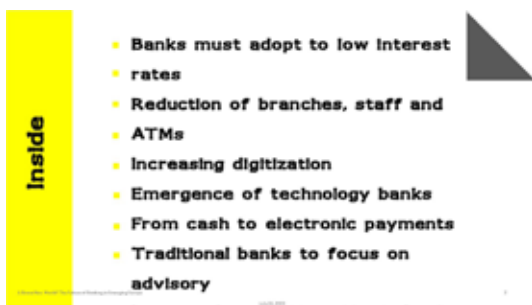 Inside
Banks must adopt to low interest
rates
Reduction of branches, staff and
ATMs
Increasing digitization
Emergence of technology banks
From cash to electronic payments
Traditional banks to focus on
advisory